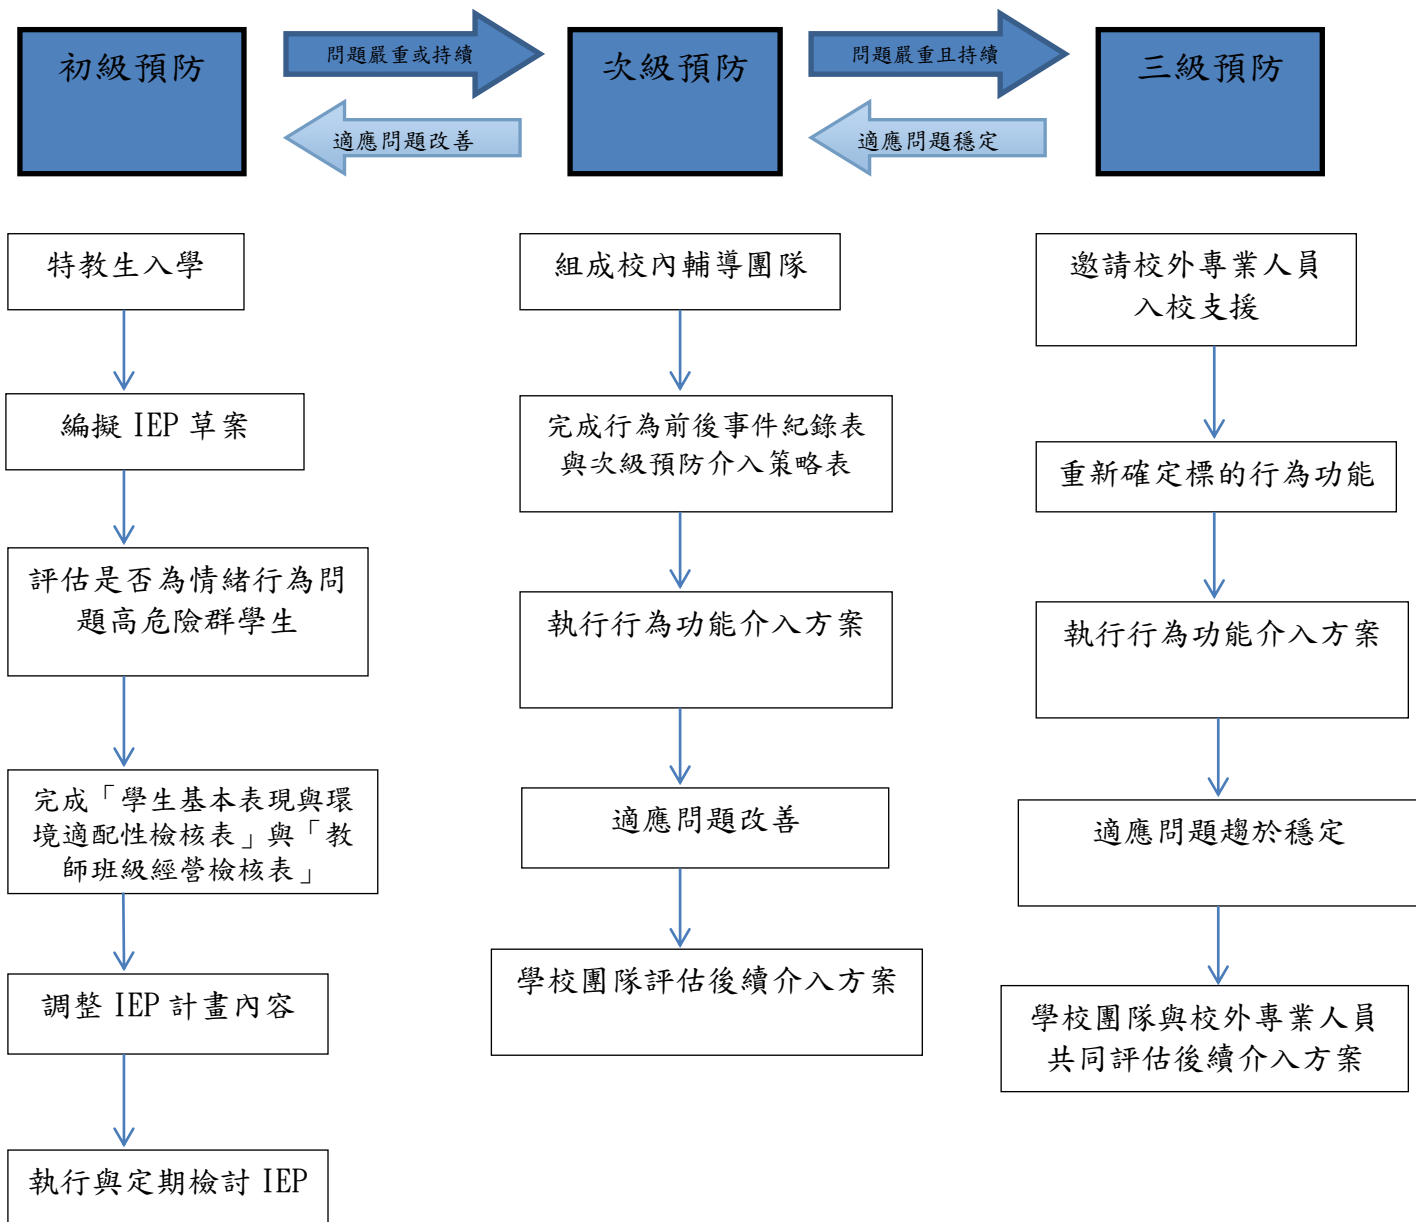 初級預防
問題嚴重或持續
適應問題改善
次級預防
問題嚴重且持續
適應問題穩定
三級預防
特教生入學
編擬 IEP 草案
評估是否為情緒行為問
題高危險群學生
完成「學生基本表現與環
境適配性檢核表」與「教
師班級經營檢核表」
調整 IEP 計畫內容
執行與定期檢討 IEP
組成校內輔導團隊
完成行為前後事件紀錄表
與次級預防介入策略表
執行行為功能介入方案
適應問題改善
學校團隊評估後續介入方案
邀請校外專業人員
入校支援
重新確定標的行為功能
執行行為功能介入方案
適應問題趨於穩定
學校團隊與校外專業人員
共同評估後續介入方案